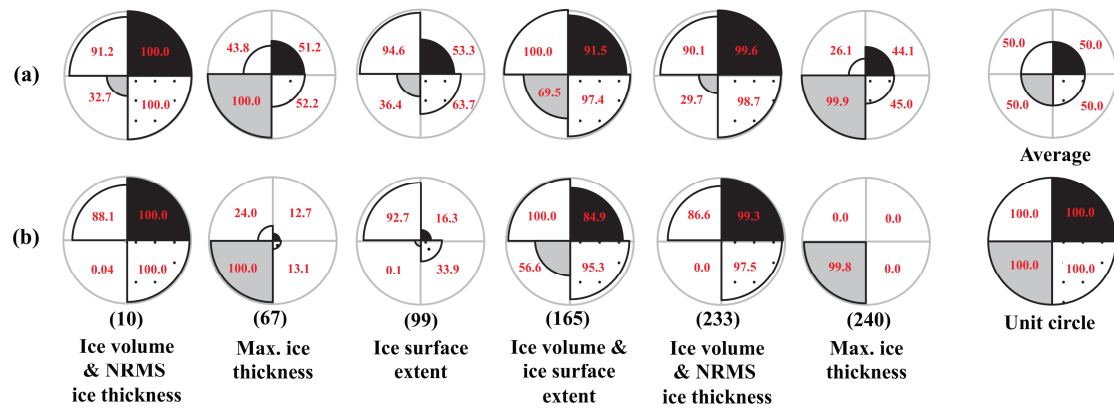 91.2 100.0 43.8 51.2 94.6 53.3 100.0 91.5 90.1 99.6 26.1 44.1 50.0 50.0
(a)
32.7 100.0 100.0 52.2 36.4 63.7 69.5 97.4 29.7 98.7 99.9 45.0 50.0 50.0
Average
88.1 100.0 24.0 12.7 92.7 16.3 100.0 84.9 86.6 99.3 0.0 0.0 100.0 100.0
(b)
0.04 100.0 100.0 13.1 0.1 33.9 56.6 95.3 0.0 97.5 99.8 0.0 100.0 100.0
(10) (67) (99) (165) (233) (240) Unit circle
Ice volume Max. ice Ice surface Ice volume & Ice volume Max. ice
& NRMS thickness extent ice surface & NRMS thickness
ice thickness extent ice thickness